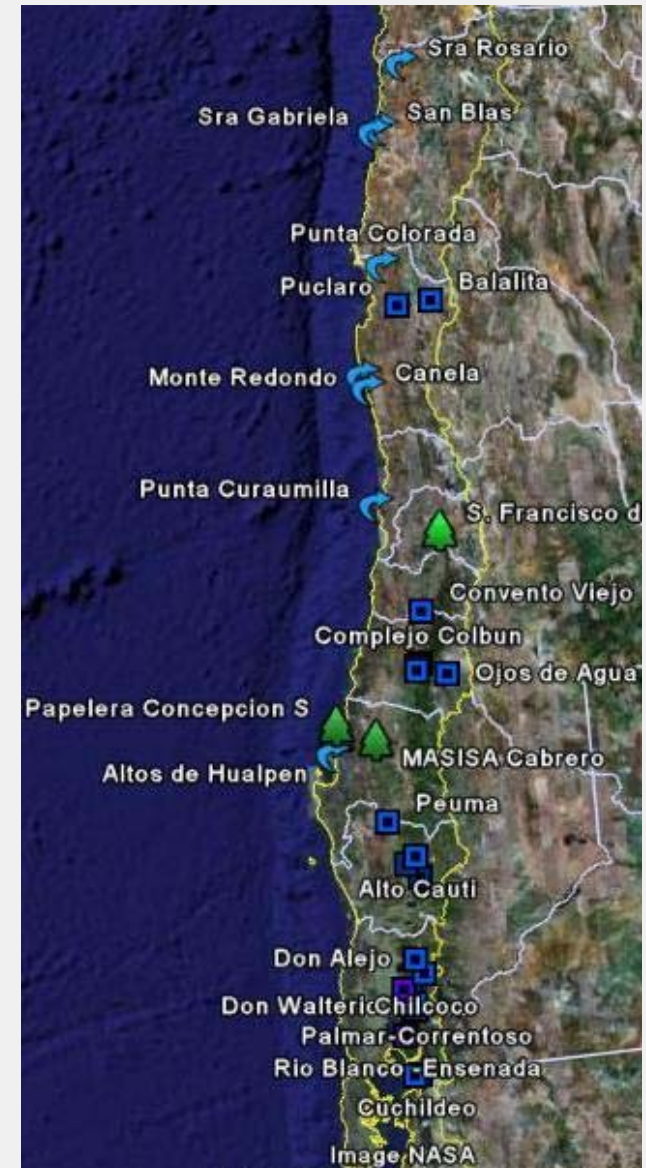 Sra Rosario
Sra Gabriela
San Blas
Punta Colorada
Puclaro
Balalita
Monte Redondo
Canela
Punta Curaumilla
S. Francisco d
Convento Viejo
Complejo Colbun
Ojos de Agua
Papelera Concepcion S
MASISA Cabrero
Altos de Hualpen
Peuma
Alto Cauti
Don Alejo
Don Walteric Chilcoco
Palmar-Correntoso
Rio Blanco -Ensenada
Cuchildeo
Image NASA